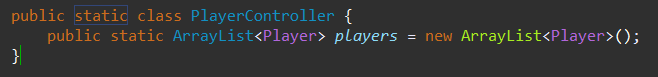 public static class PlayerController {
    public static ArrayList<Player> players = new ArrayList<Player>();
}